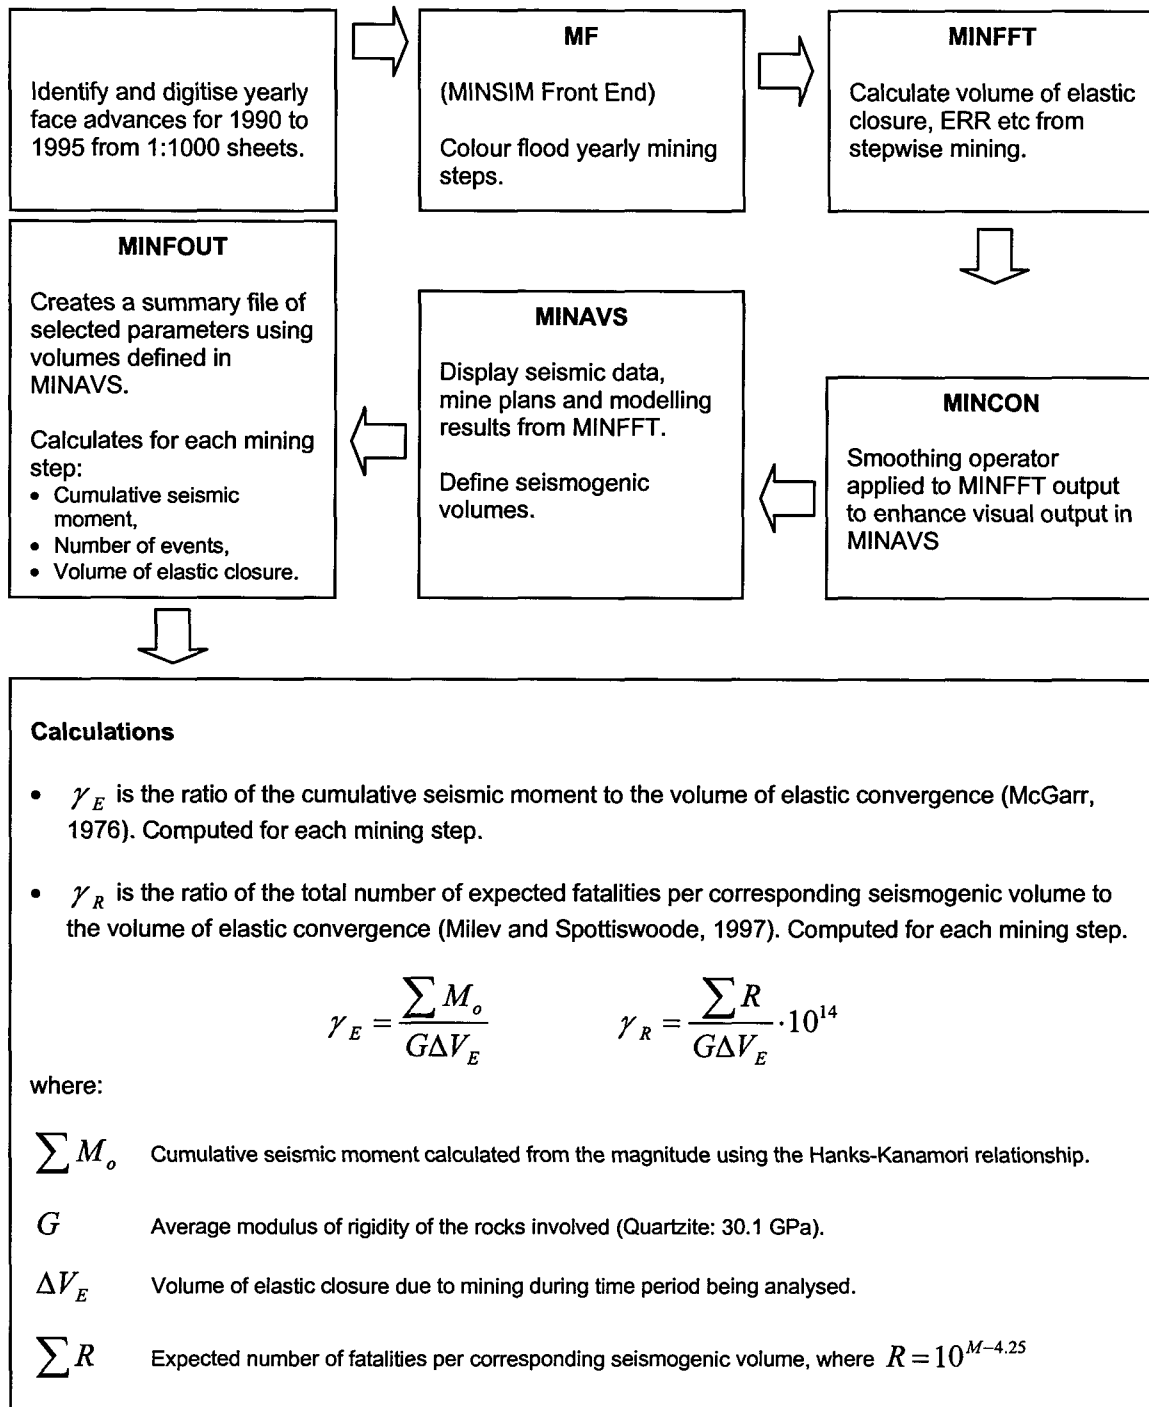 Identify and digitise yearly
face advances for 1990 to
1995 from 1:1000 sheets.
MF
(MINSIM Front End)
Colour flood yearly mining
steps.
MINFFT
Calculate volume of elastic
closure, ERR etc from
stepwise mining.
MINCON
Smoothing operator
applied to MINFFT output
to enhance visual output in
MINAVS
MINAVS
Display seismic data,
mine plans and modelling
results from MINFFT.
Define seismogenic
volumes.
MINFOUT
Creates a summary file of
selected parameters using
volumes defined in
MINAVS.
Calculates for each mining
step:
• Cumulative seismic
moment,
• Number of events,
• Volume of elastic closure.
Calculations
• γ_E is the ratio of the cumulative seismic moment to the volume of elastic convergence (McGarr,
1976). Computed for each mining step.
• γ_R is the ratio of the total number of expected fatalities per corresponding seismogenic volume to
the volume of elastic convergence (Milev and Spottiswoode, 1997). Computed for each mining step.
γ_E = ∑M_o / GΔV_E γ_R = ∑R / GΔV_E · 10^14
where:
∑M_o Cumulative seismic moment calculated from the magnitude using the Hanks-Kanamori relationship.
G Average modulus of rigidity of the rocks involved (Quartzite: 30.1 GPa).
ΔV_E Volume of elastic closure due to mining during time period being analysed.
∑R Expected number of fatalities per corresponding seismogenic volume, where R = 10^{M−4.25}